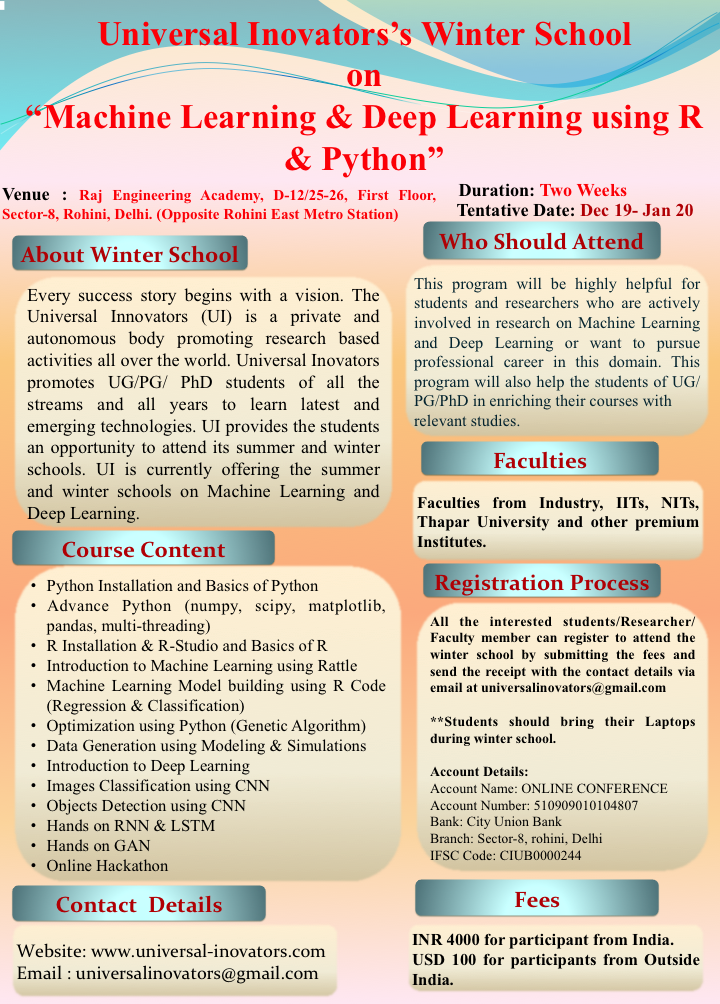 Universal Inovators's Winter School
on
“Machine Learning & Deep Learning using R
& Python”
Venue : Raj Engineering Academy, D-12/25-26, First Floor,
Sector-8, Rohini, Delhi. (Opposite Rohini East Metro Station)
Duration: Two Weeks
Tentative Date: Dec 19- Jan 20
About Winter School
Every success story begins with a vision. The
Universal Innovators (UI) is a private and
autonomous body promoting research based
activities all over the world. Universal Inovators
promotes UG/PG/ PhD students of all the
streams and all years to learn latest and
emerging technologies. UI provides the students
an opportunity to attend its summer and winter
schools. UI is currently offering the summer
and winter schools on Machine Learning and
Deep Learning.
Course Content
• Python Installation and Basics of Python
• Advance Python (numpy, scipy, matplotlib,
pandas, multi-threading)
• R Installation & R-Studio and Basics of R
• Introduction to Machine Learning using Rattle
• Machine Learning Model building using R Code
(Regression & Classification)
• Optimization using Python (Genetic Algorithm)
• Data Generation using Modeling & Simulations
• Introduction to Deep Learning
• Images Classification using CNN
• Objects Detection using CNN
• Hands on RNN & LSTM
• Hands on GAN
• Online Hackathon
Contact Details
Website: www.universal-inovators.com
Email : universalinovators@gmail.com
Who Should Attend
This program will be highly helpful for
students and researchers who are actively
involved in research on Machine Learning
and Deep Learning or want to pursue
professional career in this domain. This
program will also help the students of UG/
PG/PhD in enriching their courses with
relevant studies.
Faculties
Faculties from Industry, IITs, NITs,
Thapar University and other premium
Institutes.
Registration Process
All the interested students/Researcher/
Faculty member can register to attend the
winter school by submitting the fees and
send the receipt with the contact details via
email at universalinovators@gmail.com
**Students should bring their Laptops
during winter school.
Account Details:
Account Name: ONLINE CONFERENCE
Account Number: 510909010104807
Bank: City Union Bank
Branch: Sector-8, rohini, Delhi
IFSC Code: CIUB0000244
Fees
INR 4000 for participant from India.
USD 100 for participants from Outside
India.